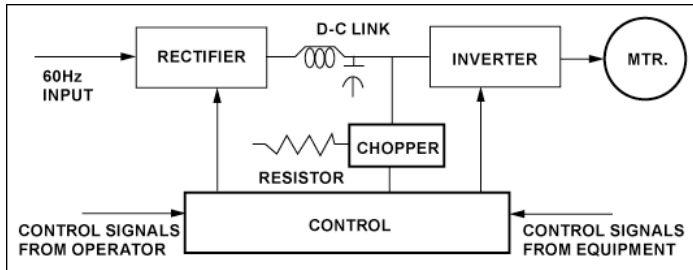 D-C LINK
RECTIFIER
INVERTER
MTR.
60Hz
INPUT
CHOPPER
RESISTOR
CONTROL
CONTROL SIGNALS
FROM OPERATOR
CONTROL SIGNALS
FROM EQUIPMENT